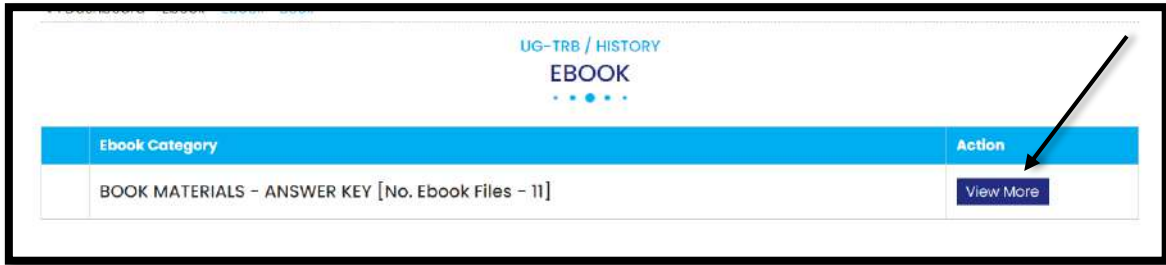 UG-TRB / HISTORY
EBOOK
Ebook Category Action
BOOK MATERIALS - ANSWER KEY [No. Ebook Files - 11] View More